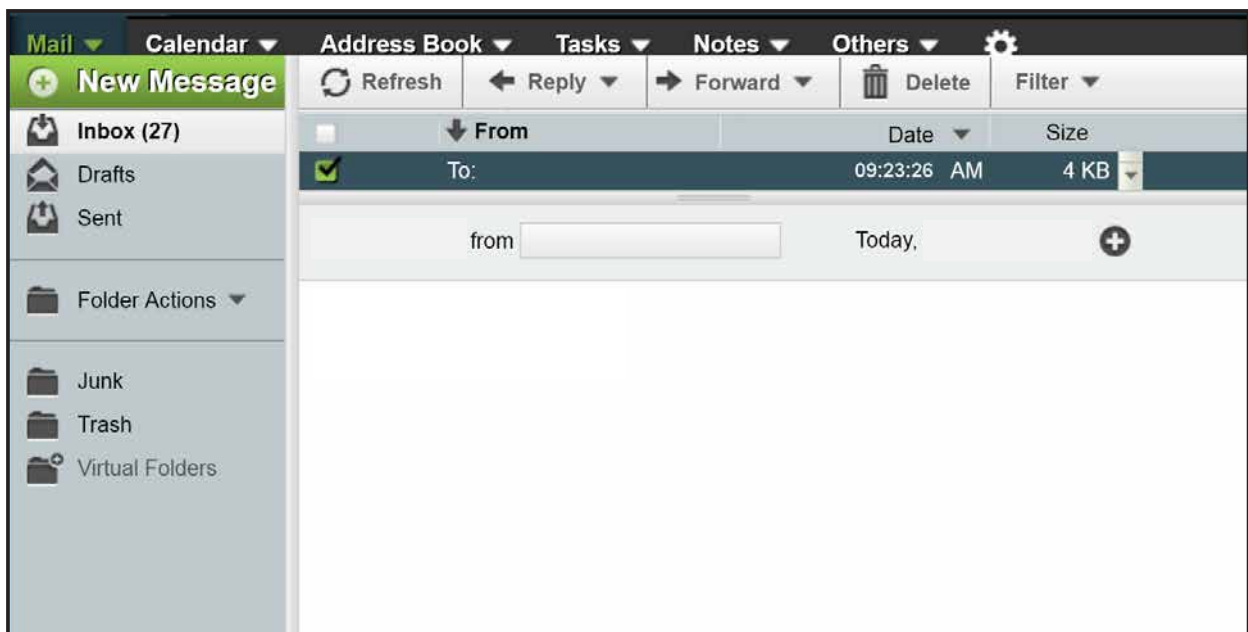 Mail Calendar Address Book Tasks Notes Others
New Message Refresh Reply Forward Delete Filter
Inbox (27) From Date Size
To: 09:23:26 AM 4 KB
Drafts
Sent
from Today,
Folder Actions
Junk
Trash
Virtual Folders